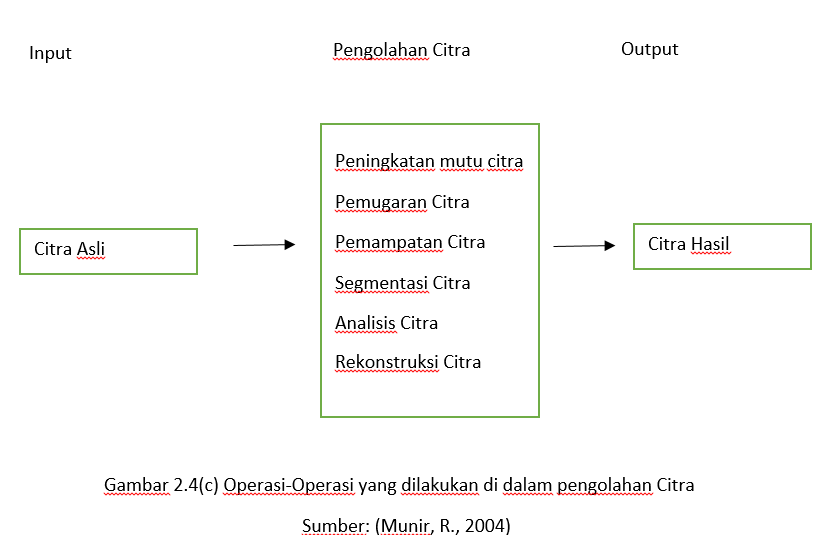 Input
Pengolahan Citra
Output
Citra Asli
Peningkatan mutu citra
Pemugaran Citra
Pemampatan Citra
Segmentasi Citra
Analisis Citra
Rekonstruksi Citra
Citra Hasil
Gambar 2.4(c) Operasi-Operasi yang dilakukan di dalam pengolahan Citra
Sumber: (Munir, R., 2004)